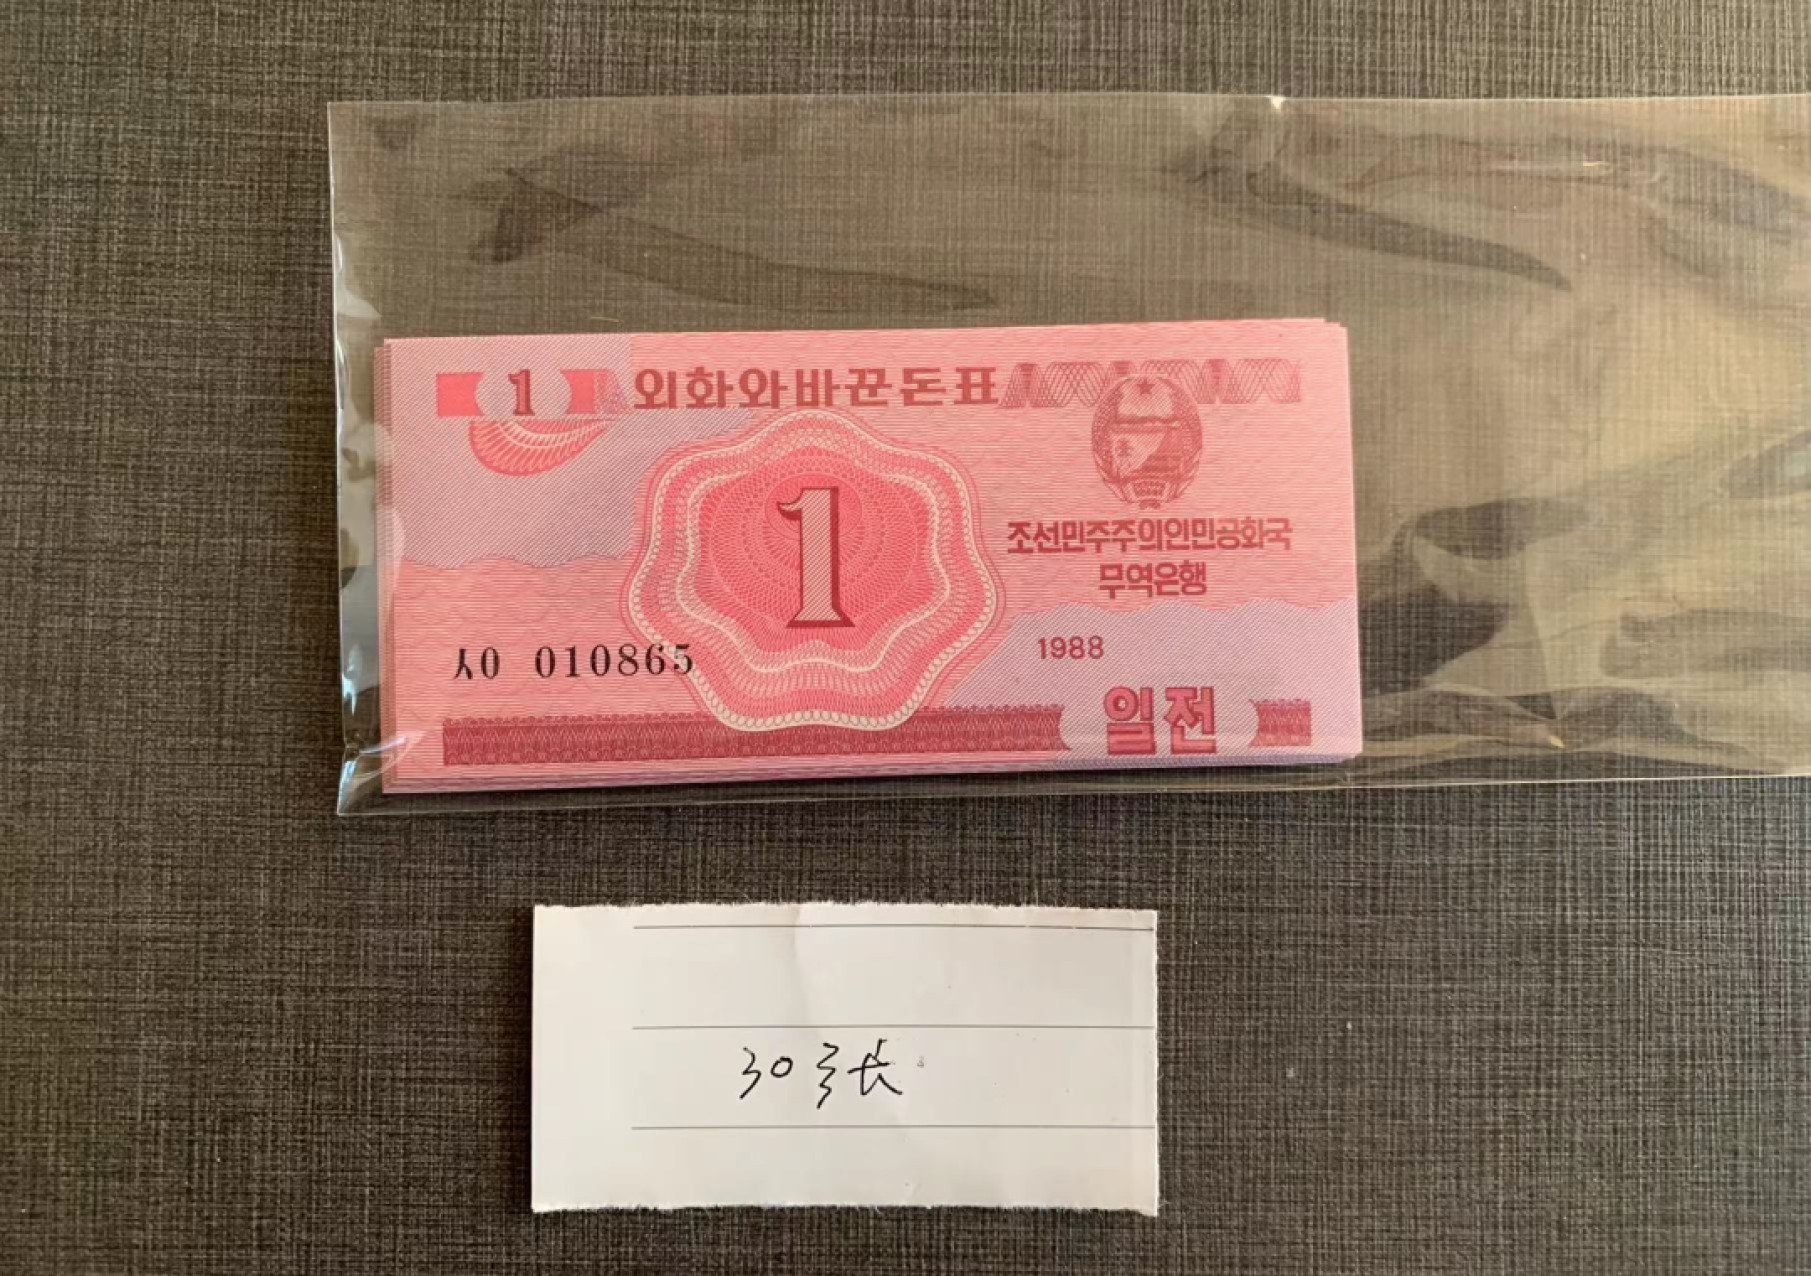 1 외화와바꾼돈표
1
조선민주주의인민공화국
무역은행
ㅅ0 010865
1988
일전
30张